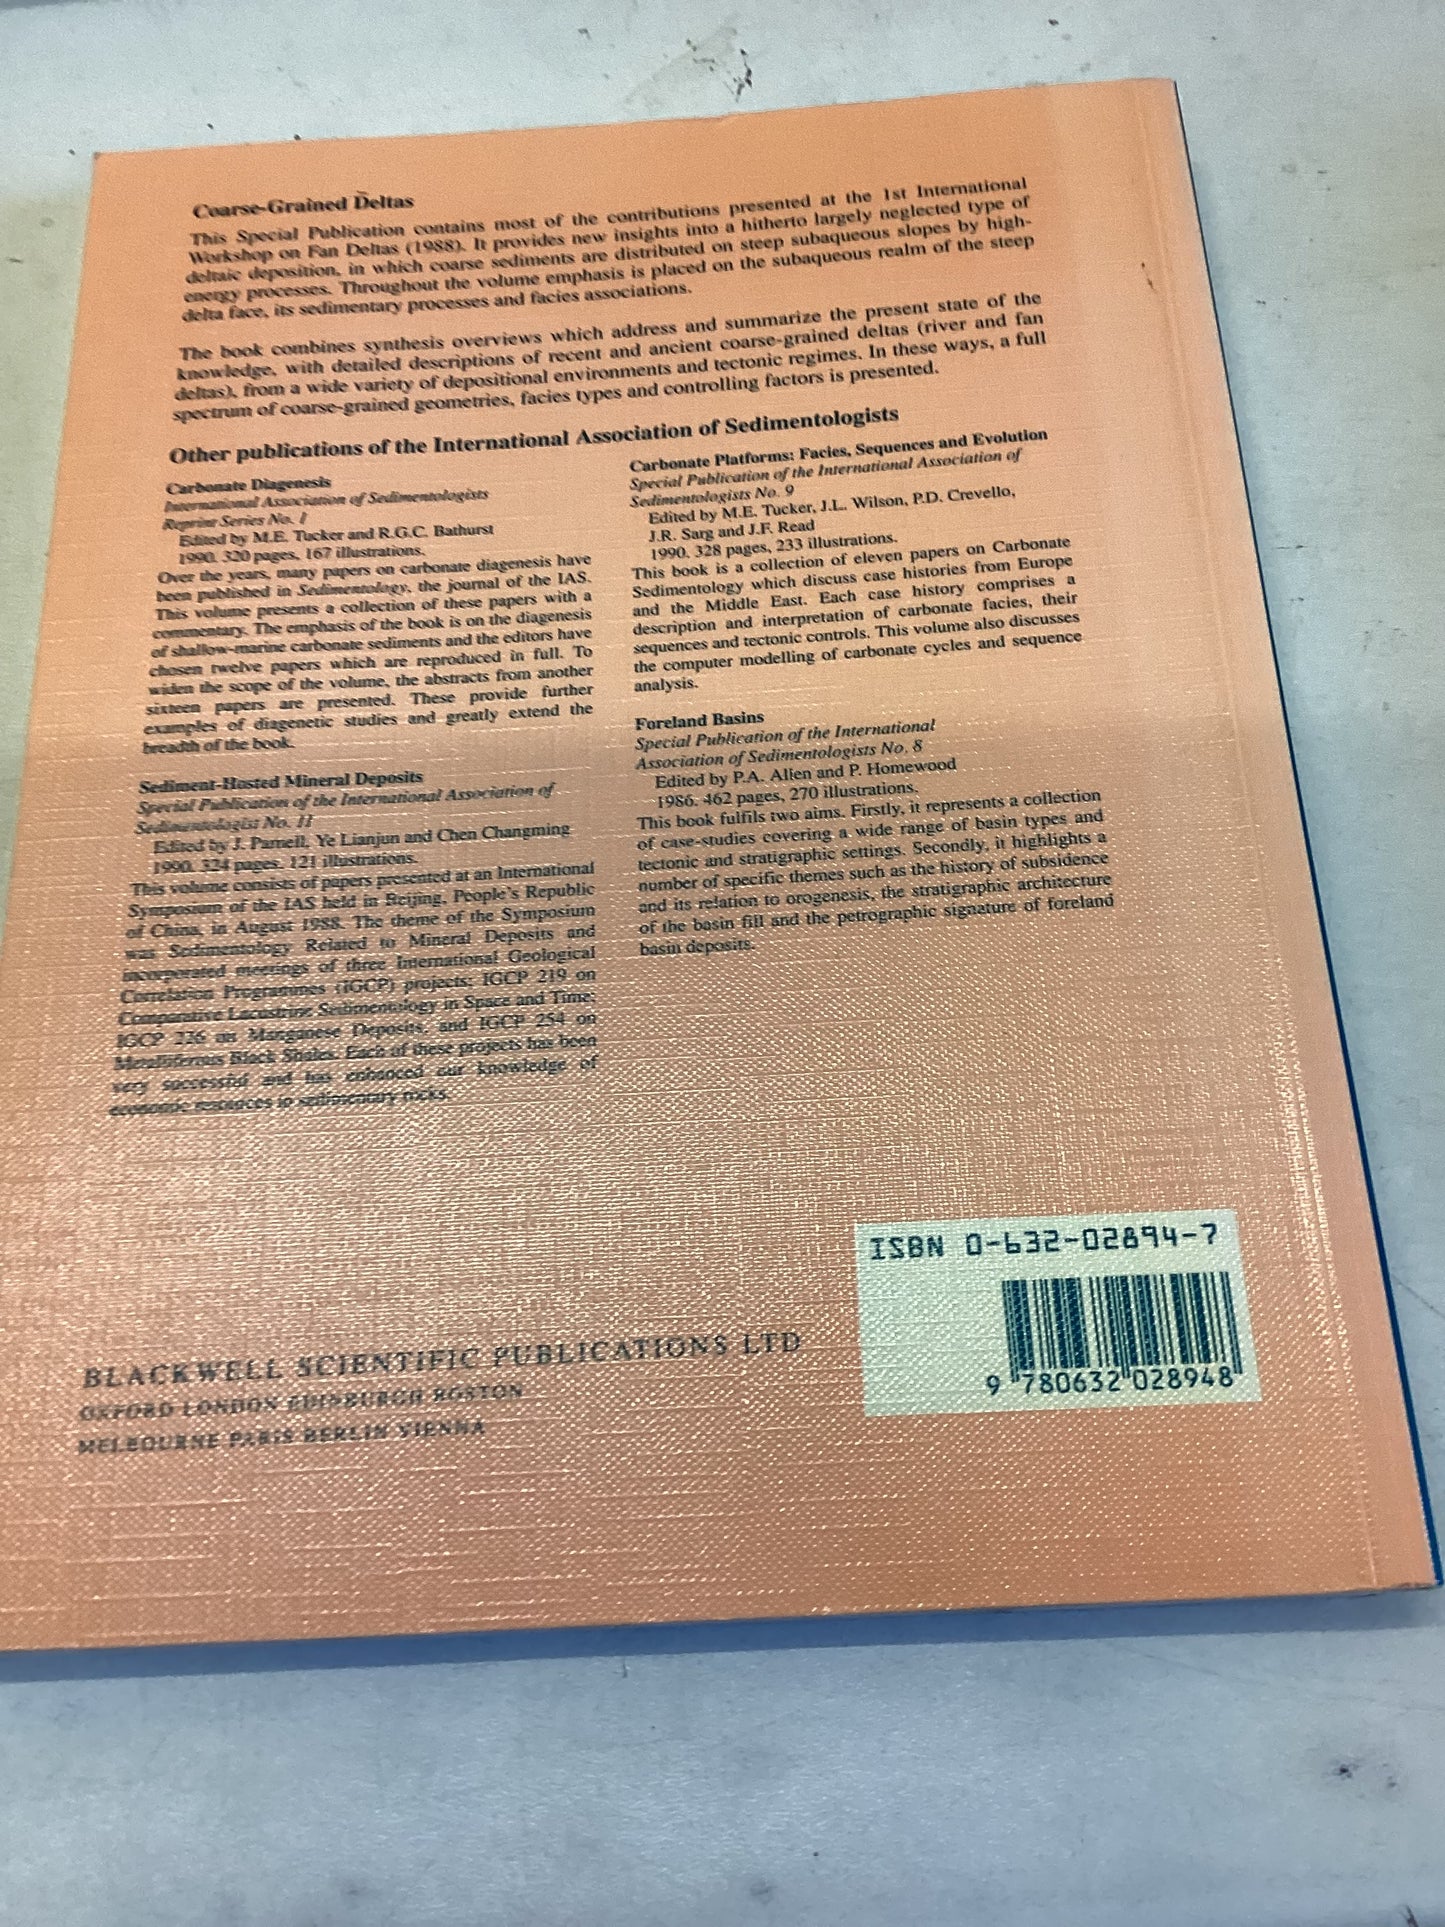 Coarse-Grained Deltas
This Special Publication contains most of the contributions presented at the 1st International
Workshop on Fan Deltas (1988). It provides new insights into a hitherto largely neglected type of
deltaic deposition, in which coarse sediments are distributed on steep subaqueous slopes by high-
energy processes. Throughout the volume emphasis is placed on the subaqueous realm of the steep
delta face, its sedimentary processes and facies associations.
The book combines synthesis overviews which address and summarize the present state of the
knowledge, with detailed descriptions of recent and ancient coarse-grained deltas (river and fan
deltas), from a wide variety of depositional environments and tectonic regimes. In these ways, a full
spectrum of coarse-grained geometries, facies types and controlling factors is presented.
Other publications of the International Association of Sedimentologists
Carbonate Diagenesis
International Association of Sedimentologists
Reprint Series No. 1
Edited by M.E. Tucker and R.G.C. Bathurst
1990. 320 pages, 167 illustrations.
Over the years, many papers on carbonate diagenesis have
been published in Sedimentology, the journal of the IAS.
This volume presents a collection of these papers with a
commentary. The emphasis of the book is on the diagenesis
of shallow-marine carbonate sediments and the editors have
chosen twelve papers which are reproduced in full. To
widen the scope of the volume, the abstracts from another
sixteen papers are presented. These provide further
examples of diagenetic studies and greatly extend the
breadth of the book.
Sediment-Hosted Mineral Deposits
Special Publication of the International Association of
Sedimentologist No. 11
Edited by J. Parnell, Ye Lianjun and Chen Changming
1990. 324 pages, 121 illustrations.
This volume consists of papers presented at an International
Symposium of the IAS held in Beijing, People's Republic
of China, in August 1988. The theme of the Symposium
was Sedimentology Related to Mineral Deposits and
incorporated meetings of three International Geological
Correlation Programmes (IGCP) projects: IGCP 219 on
Comparative Lacustrine Sedimentology in Space and Time;
IGCP 226 on Manganese Deposits, and IGCP 254 on
Metalliferous Black Shales. Each of these projects has been
very successful and has enhanced our knowledge of
economic resources in sedimentary rocks.
Carbonate Platforms: Facies, Sequences and Evolution
Special Publication of the International Association of
Sedimentologists No. 9
Edited by M.E. Tucker, J.L. Wilson, P.D. Crevello,
J.R. Sarg and J.F. Read
1990. 328 pages, 233 illustrations.
This book is a collection of eleven papers on Carbonate
Sedimentology which discuss case histories from Europe
and the Middle East. Each case history comprises a
description and interpretation of carbonate facies, their
sequences and tectonic controls. This volume also discusses
the computer modelling of carbonate cycles and sequence
analysis.
Foreland Basins
Special Publication of the International
Association of Sedimentologists No. 8
Edited by P.A. Allen and P. Homewood
1986. 462 pages, 270 illustrations.
This book fulfils two aims. Firstly, it represents a collection
of case-studies covering a wide range of basin types and
tectonic and stratigraphic settings. Secondly, it highlights a
number of specific themes such as the history of subsidence
and its relation to orogenesis, the stratigraphic architecture
of the basin fill and the petrographic signature of foreland
basin deposits.
ISBN 0-632-02894-7
9 780632 028948
BLACKWELL SCIENTIFIC PUBLICATIONS LTD
OXFORD LONDON EDINBURGH BOSTON
MELBOURNE PARIS BERLIN VIENNA